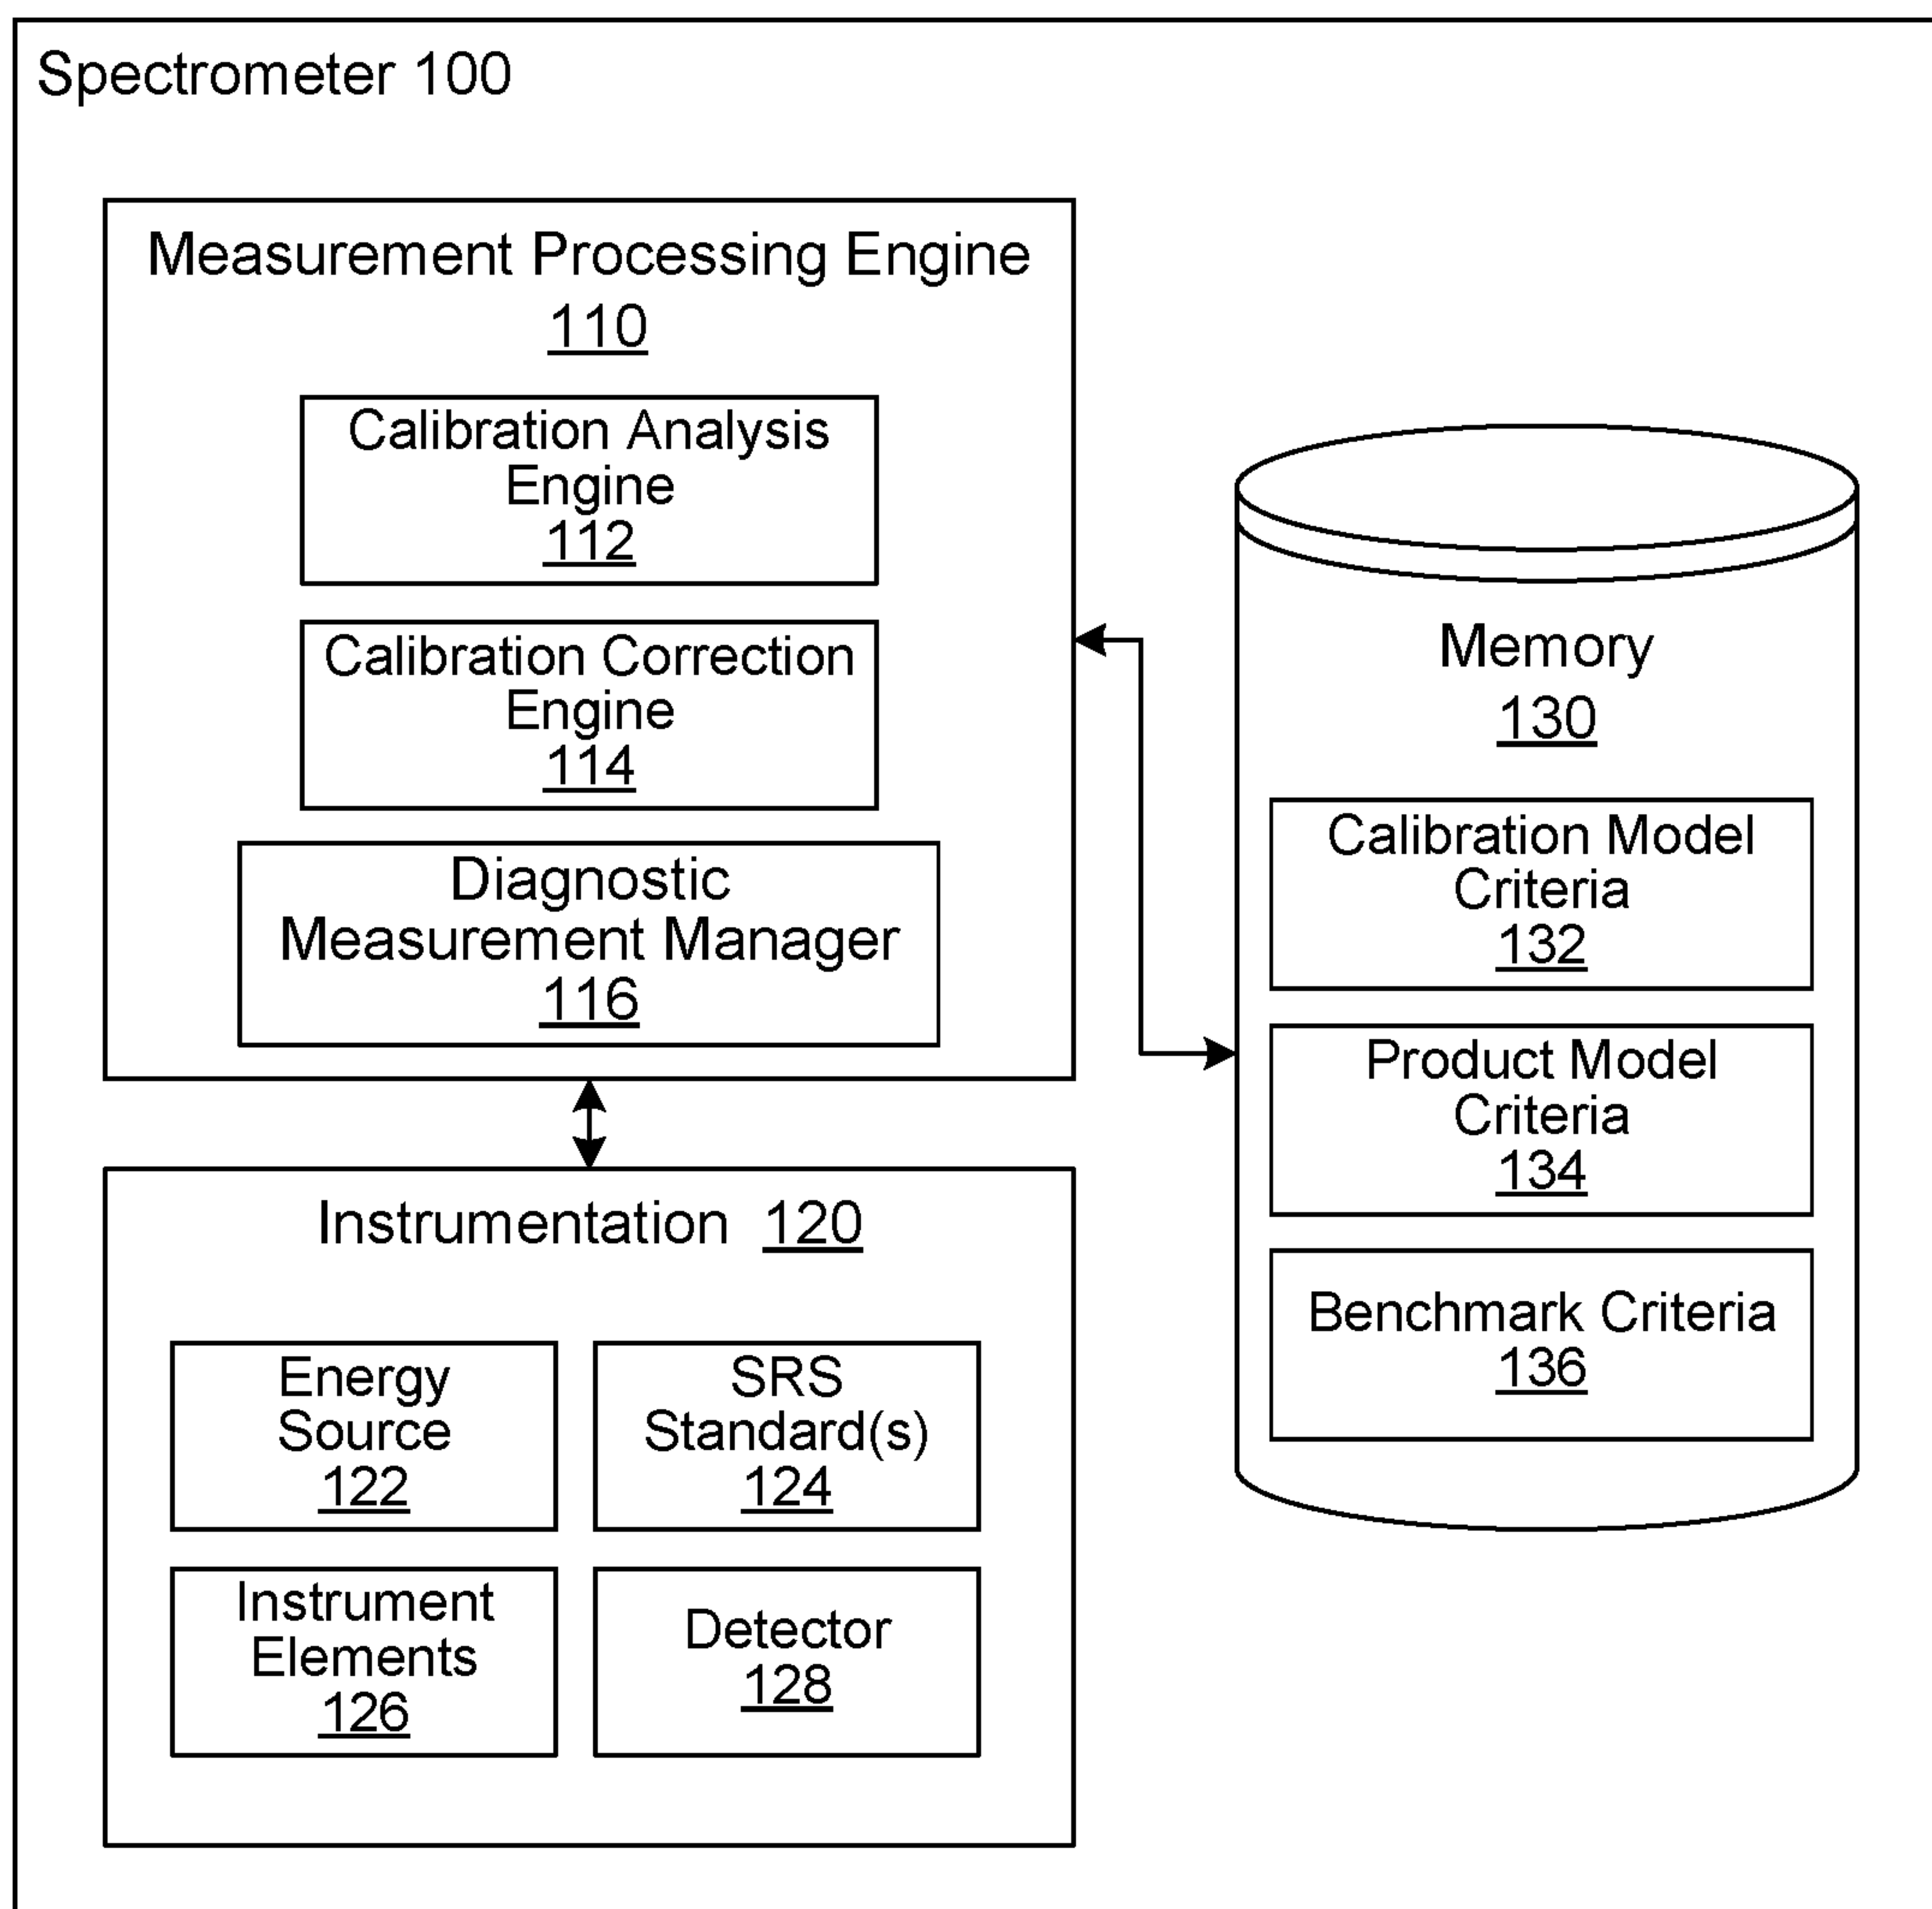 Spectrometer 100
Measurement Processing Engine
110
Calibration Analysis
Engine
112
Calibration Correction
Engine
114
Diagnostic
Measurement Manager
116
Instrumentation 120
Energy
Source
122
SRS
Standard(s)
124
Instrument
Elements
126
Detector
128
Memory
130
Calibration Model
Criteria
132
Product Model
Criteria
134
Benchmark Criteria
136